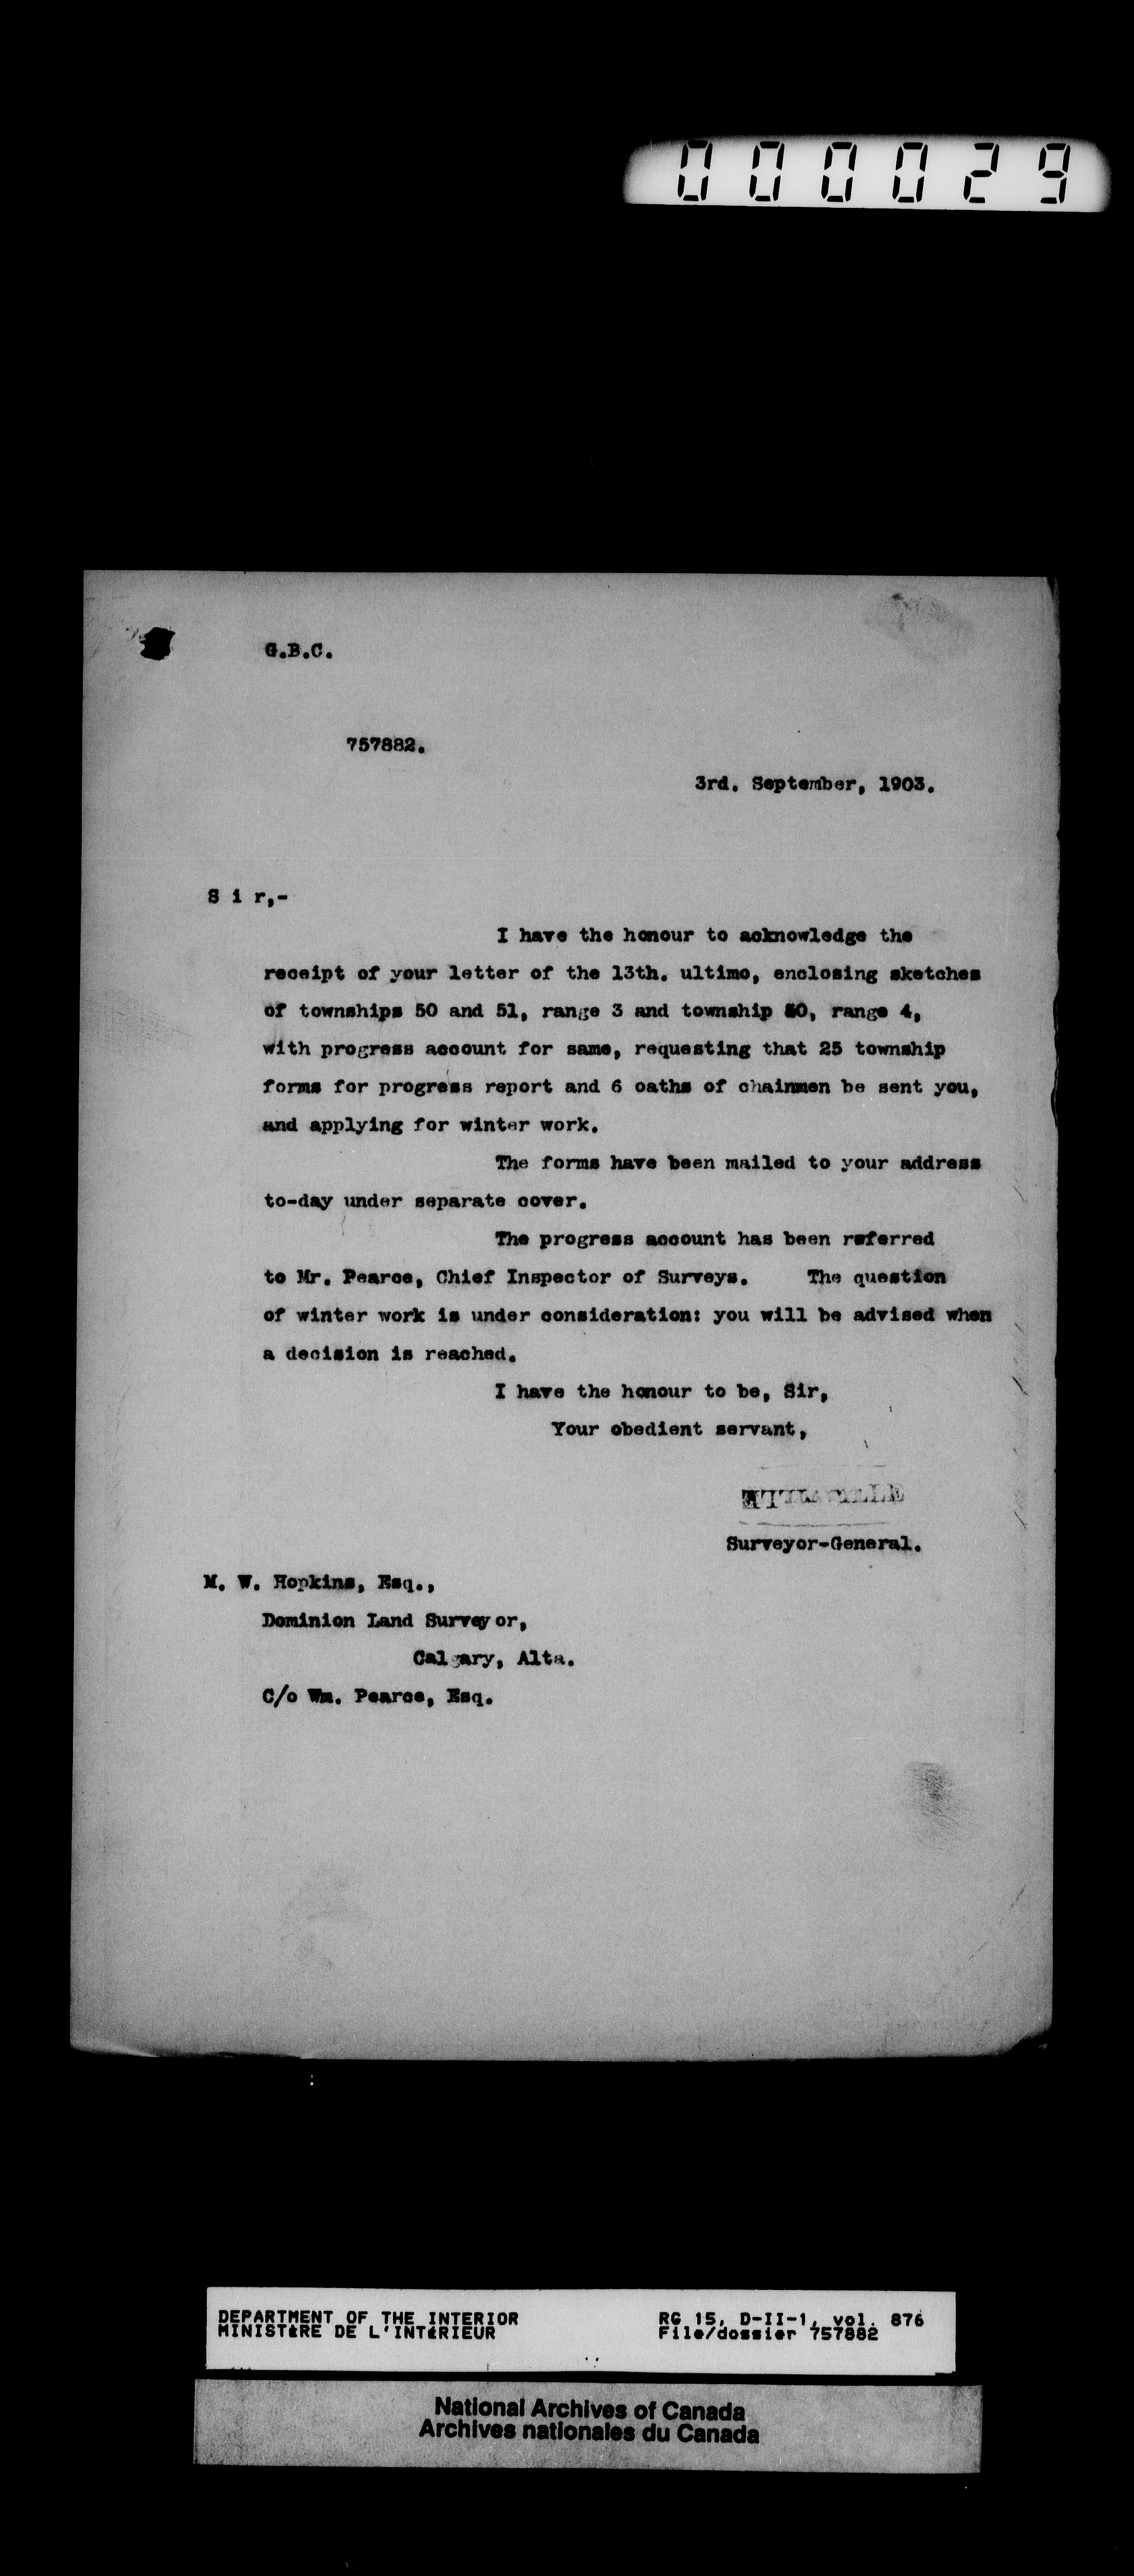 000029
G.B.C.
757882.
3rd. September, 1903.
S i r,-
I have the honour to acknowledge the
receipt of your letter of the 13th. ultimo, enclosing sketches
of townships 50 and 51, range 3 and township 50, range 4,
with progress account for same, requesting that 25 township
forms for progress report and 6 oaths of chainmen be sent you,
and applying for winter work.
The forms have been mailed to your address
to-day under separate cover.
The progress account has been referred
to Mr. Pearce, Chief Inspector of Surveys. The question
of winter work is under consideration: you will be advised when
a decision is reached.
I have the honour to be, Sir,
Your obedient servant,
Surveyor-General.
M. W. Hopkins, Esq.,
Dominion Land Surveyor,
Calgary, Alta.
C/o Wm. Pearce, Esq.
DEPARTMENT OF THE INTERIOR RG 15, D-II-1, vol. 876
MINISTÈRE DE L'INTÉRIEUR File/dossier 757882
National Archives of Canada
Archives nationales du Canada